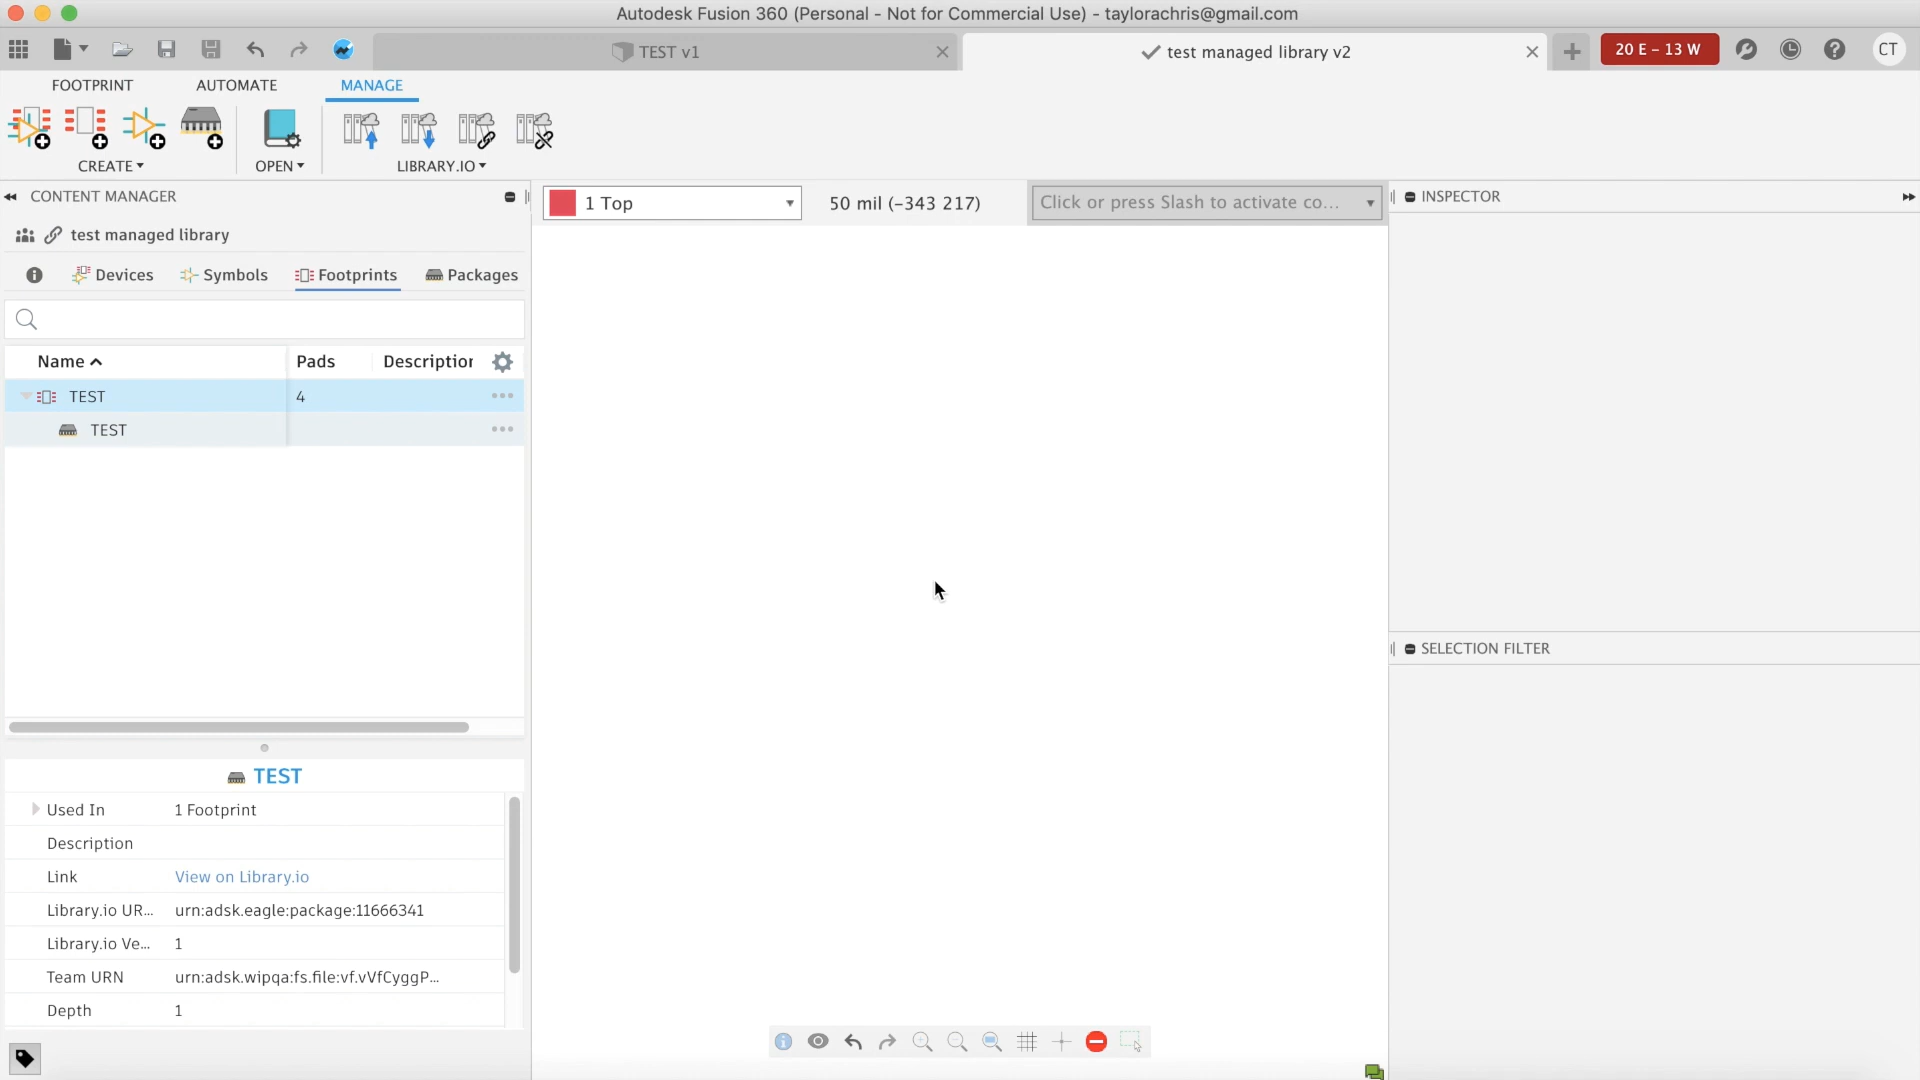 Autodesk Fusion 360 (Personal - Not for Commercial Use) - taylorachris@gmail.com
TEST v1
test managed library v2
20 E - 13 W
CT
FOOTPRINT
AUTOMATE
MANAGE
CREATE
OPEN
LIBRARY.IO
CONTENT MANAGER
1 Top
50 mil (-343 217)
Click or press Slash to activate co...
INSPECTOR
test managed library
Devices
Symbols
Footprints
Packages
Name
Pads
Description
TEST
4
TEST
SELECTION FILTER
TEST
Used In
1 Footprint
Description
Link
View on Library.io
Library.io UR...
urn:adsk.eagle:package:11666341
Library.io Ve...
1
Team URN
urn:adsk.wipqa:fs.file:vf.vVfCyggP...
Depth
1